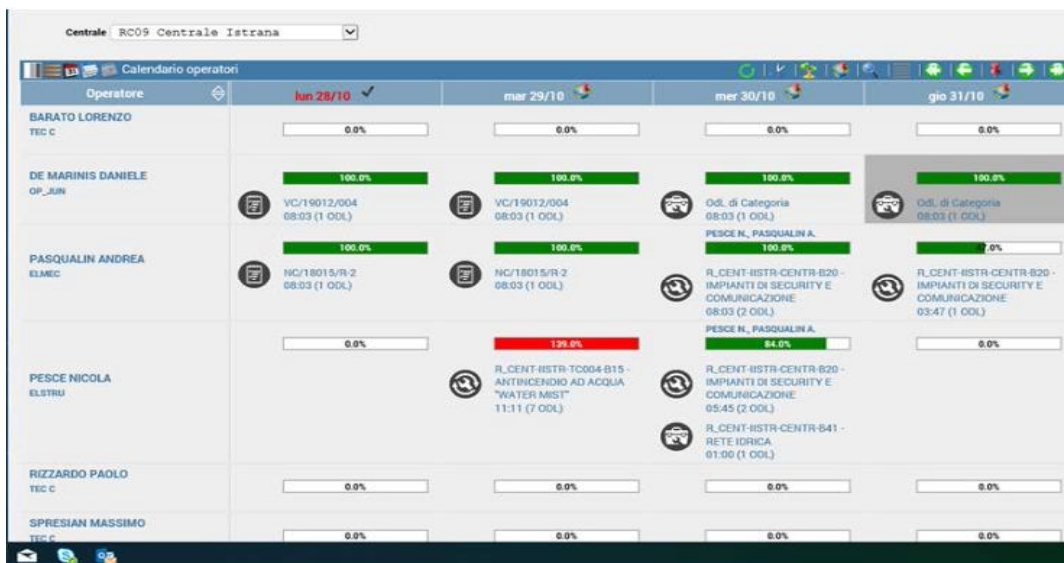 Centrale RC09 Centrale Istrana
Calendario operatori
Operatore lun 28/10 mar 29/10 mer 30/10 gio 31/10
BARATO LORENZO
TEC C
0.0% 0.0% 0.0% 0.0%
DE MARINIS DANIELE
OP_JUN
100.0% 100.0% 100.0% 100.0%
VC/19012/004 VC/19012/004 OdL di Categoria OdL di Categoria
08:03 (1 ODL) 08:03 (1 ODL) 08:03 (1 ODL) 08:03 (1 ODL)
PASQUALIN ANDREA
ELMEC
PESCE N., PASQUALIN A.
100.0% 100.0% 100.0%
NC/18015/R-2
08:03 (1 ODL)
NC/18015/R-2
08:03 (1 ODL)
R_CENT-IISTR-CENTR-B20 -
IMPIANTI DI SECURITY E
COMUNICAZIONE
08:03 (2 ODL)
R_CENT-IISTR-CENTR-B20 -
IMPIANTI DI SECURITY E
COMUNICAZIONE
03:47 (1 ODL)
PESCE NICOLA
ELSTRU
PESCE N., PASQUALIN A.
0.0% 139.0% 84.0% 0.0%
R_CENT-IISTR-TC004-B15 -
ANTINCENDIO AD ACQUA
"WATER MIST"
11:11 (7 ODL)
R_CENT-IISTR-CENTR-B20 -
IMPIANTI DI SECURITY E
COMUNICAZIONE
05:45 (2 ODL)
R_CENT-IISTR-CENTR-B41 -
RETE IDRICA
01:00 (1 ODL)
RIZZARDO PAOLO
TEC C
0.0% 0.0% 0.0% 0.0%
SPRESIAN MASSIMO
TEC C
0.0% 0.0% 0.0% 0.0%